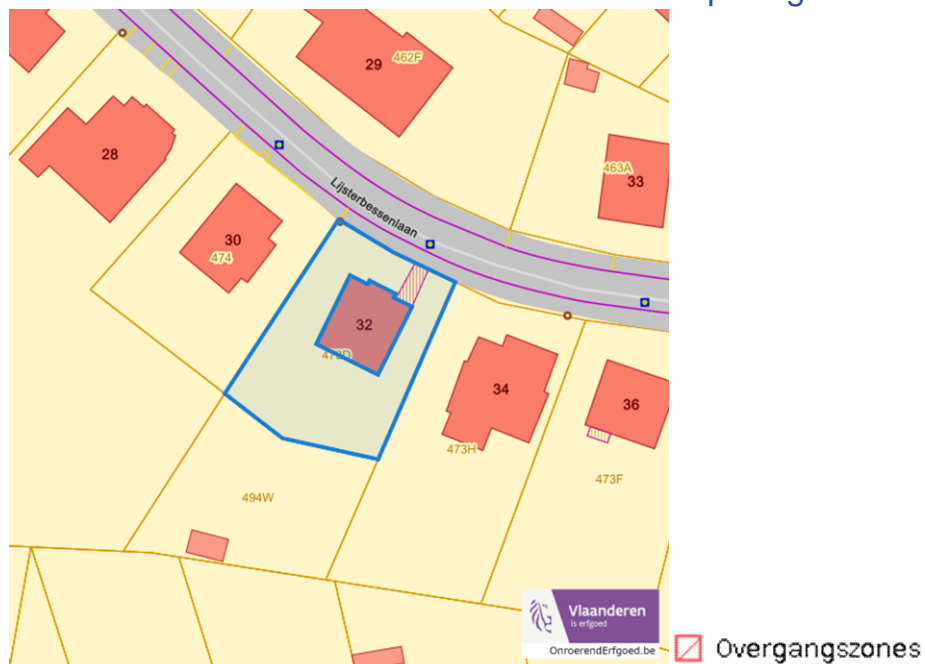 29
462F
28
463A
33
Lijsterbessenlaan
30
474
32
34
36
473H
473F
494W
Vlaanderen
is erfgoed
OnroerendErfgoed.be
Overgangszones